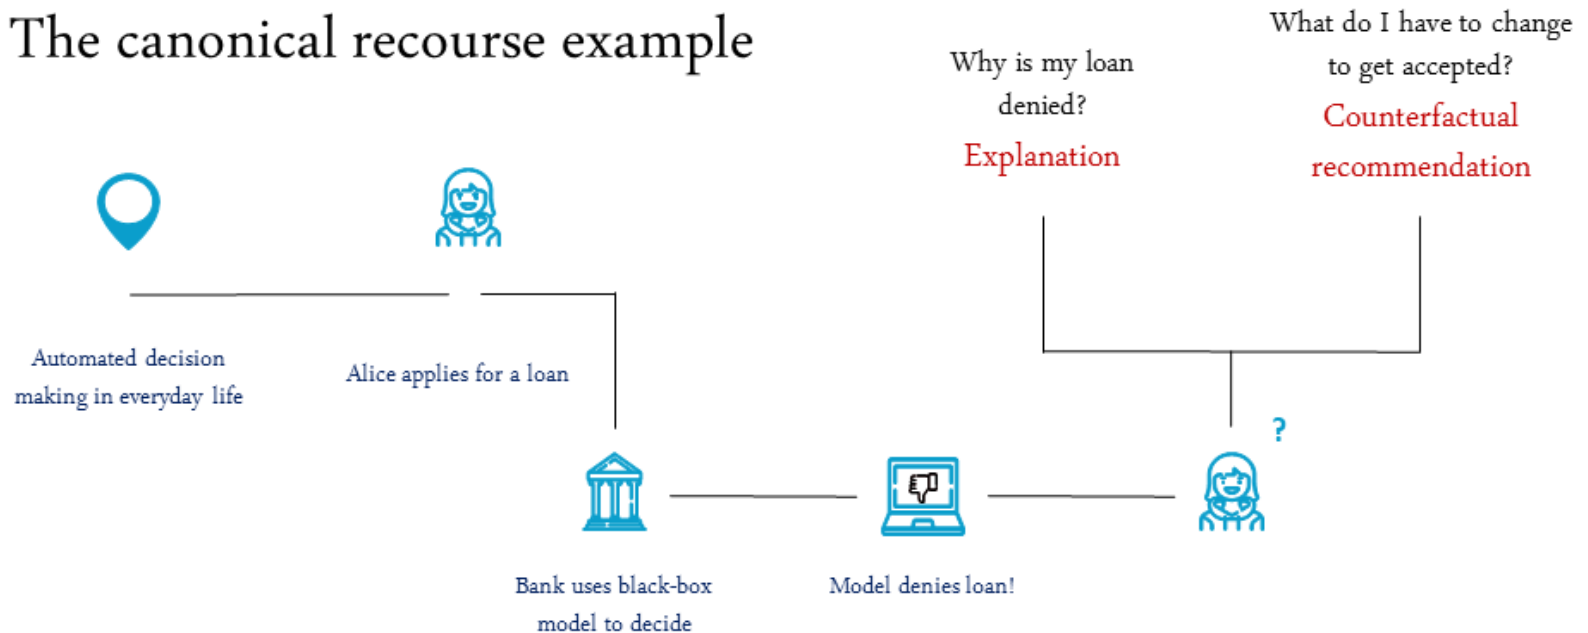 The canonical recourse example
Why is my loan
denied?
Explanation
What do I have to change
to get accepted?
Counterfactual
recommendation
Automated decision
making in everyday life
Alice applies for a loan
?
Bank uses black-box
model to decide
Model denies loan!